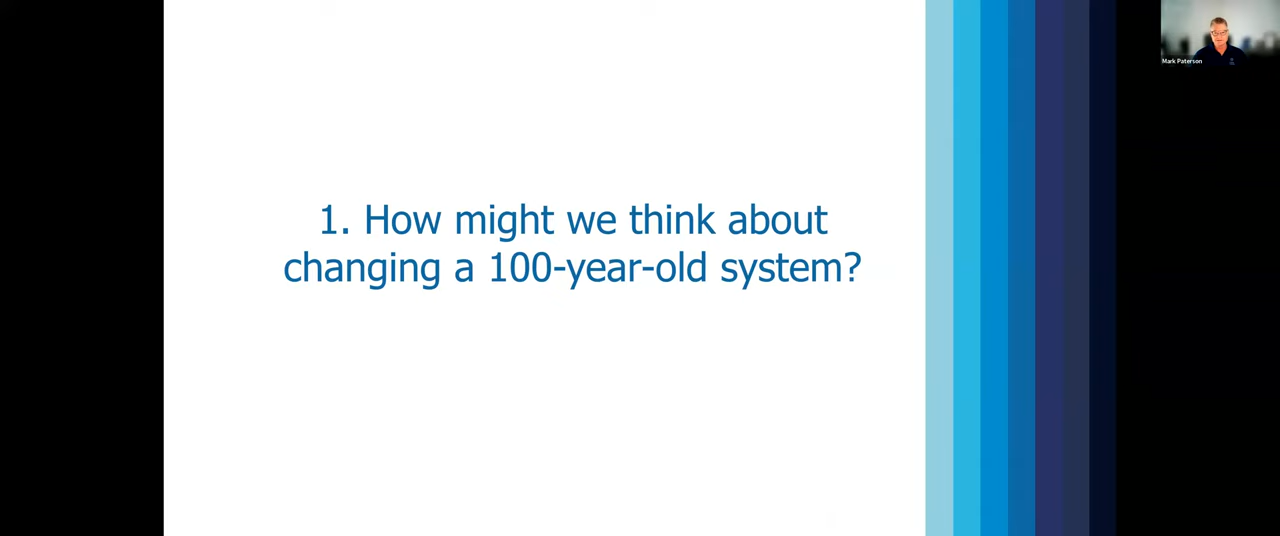 Mark Paterson
1. How might we think about
changing a 100-year-old system?